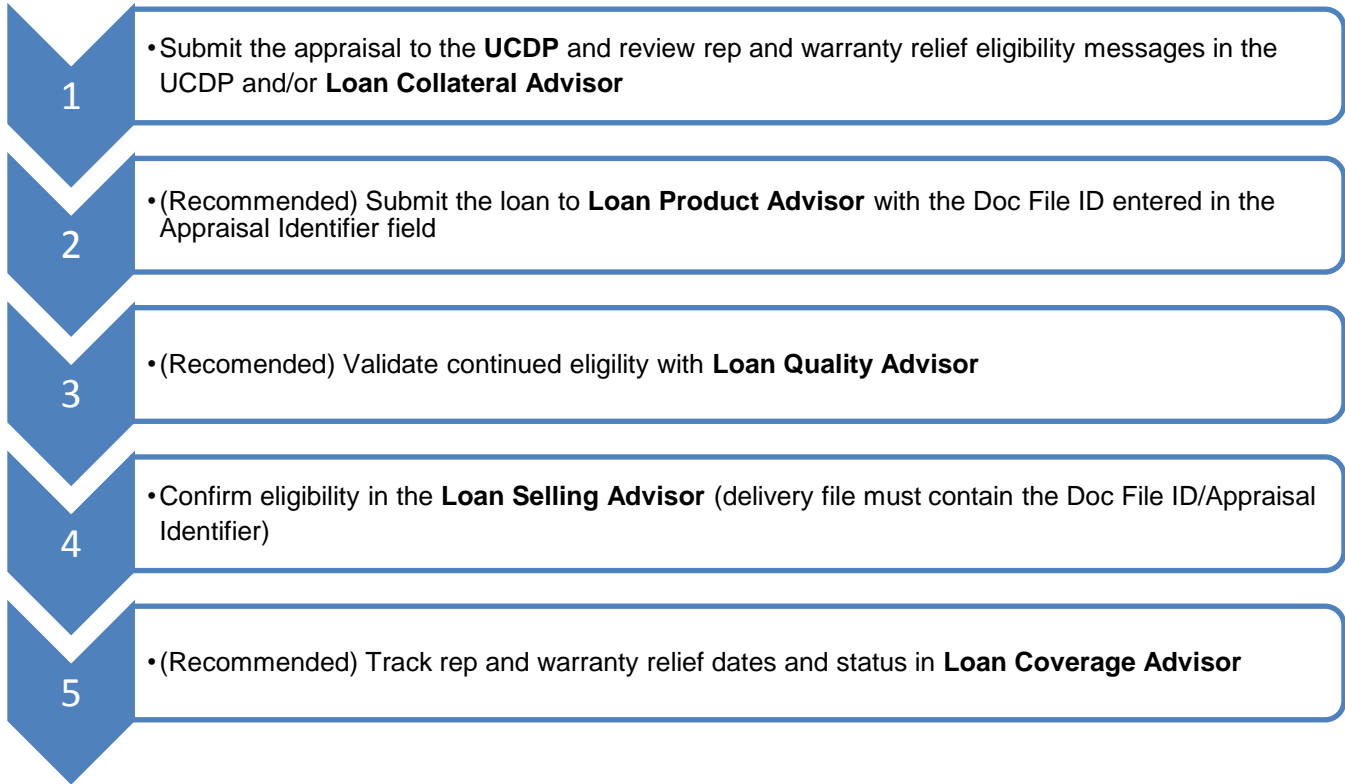 1
•Submit the appraisal to the UCDP and review rep and warranty relief eligibility messages in the
UCDP and/or Loan Collateral Advisor
2
•(Recommended) Submit the loan to Loan Product Advisor with the Doc File ID entered in the
Appraisal Identifier field
3
•(Recomended) Validate continued eligility with Loan Quality Advisor
4
•Confirm eligibility in the Loan Selling Advisor (delivery file must contain the Doc File ID/Appraisal
Identifier)
5
•(Recommended) Track rep and warranty relief dates and status in Loan Coverage Advisor